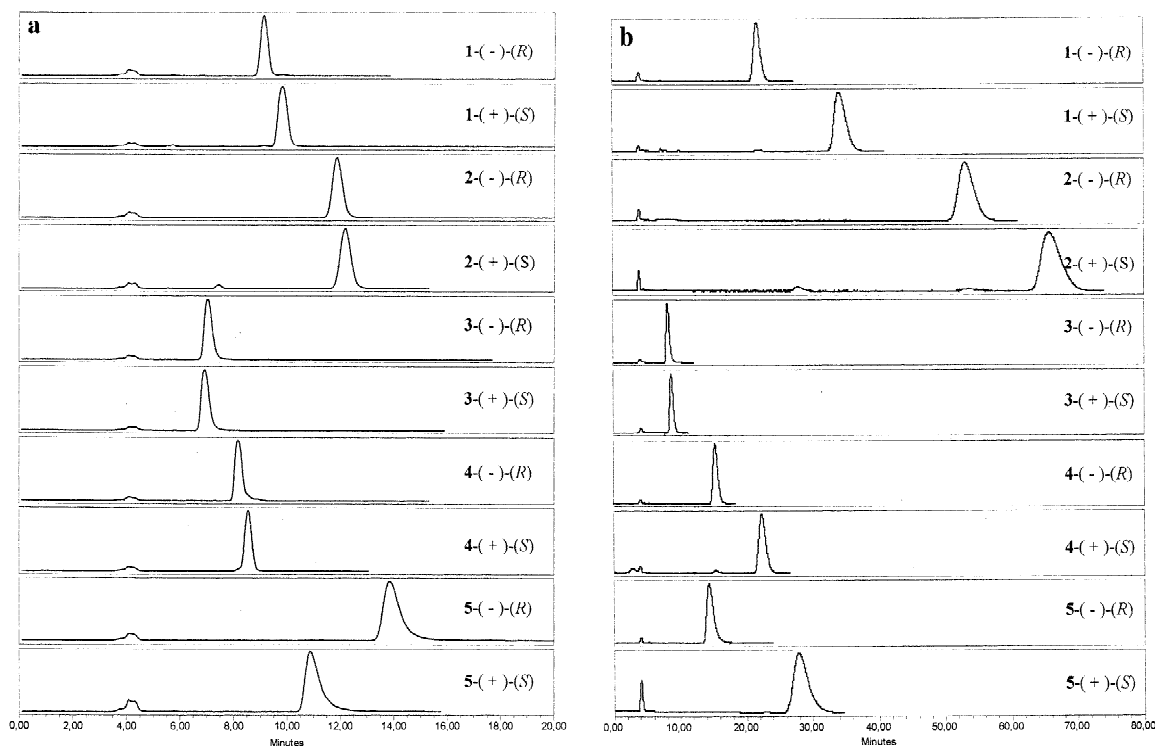 a
1-( - )-(R)
1-( + )-(S)
2-( - )-(R)
2-( + )-(S)
3-( - )-(R)
3-( + )-(S)
4-( - )-(R)
4-( + )-(S)
5-( - )-(R)
5-( + )-(S)
0,00 2,00 4,00 6,00 8,00 10,00 12,00 14,00 16,00 18,00 20,00
Minutes
b
1-( - )-(R)
1-( + )-(S)
2-( - )-(R)
2-( + )-(S)
3-( - )-(R)
3-( + )-(S)
4-( - )-(R)
4-( + )-(S)
5-( - )-(R)
5-( + )-(S)
0,00 10,00 20,00 30,00 40,00 50,00 60,00 70,00 80,00
Minutes